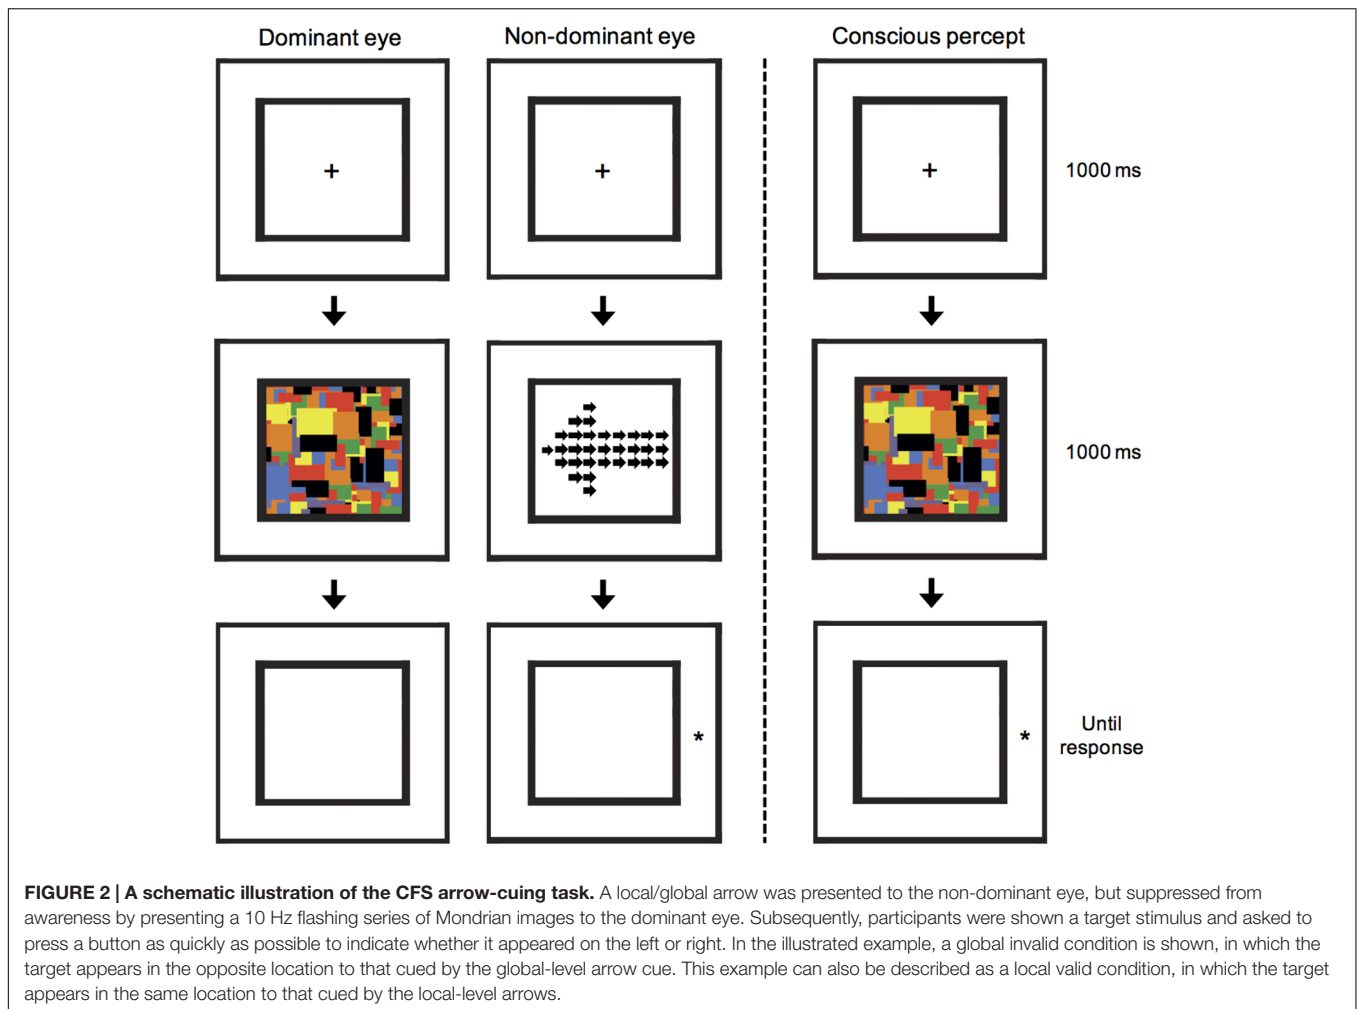 Dominant eye
Non-dominant eye
Conscious percept
+
+
+
1000 ms
1000 ms
*
*
Until
response
FIGURE 2 | A schematic illustration of the CFS arrow-cuing task. A local/global arrow was presented to the non-dominant eye, but suppressed from
awareness by presenting a 10 Hz flashing series of Mondrian images to the dominant eye. Subsequently, participants were shown a target stimulus and asked to
press a button as quickly as possible to indicate whether it appeared on the left or right. In the illustrated example, a global invalid condition is shown, in which the
target appears in the opposite location to that cued by the global-level arrow cue. This example can also be described as a local valid condition, in which the target
appears in the same location to that cued by the local-level arrows.